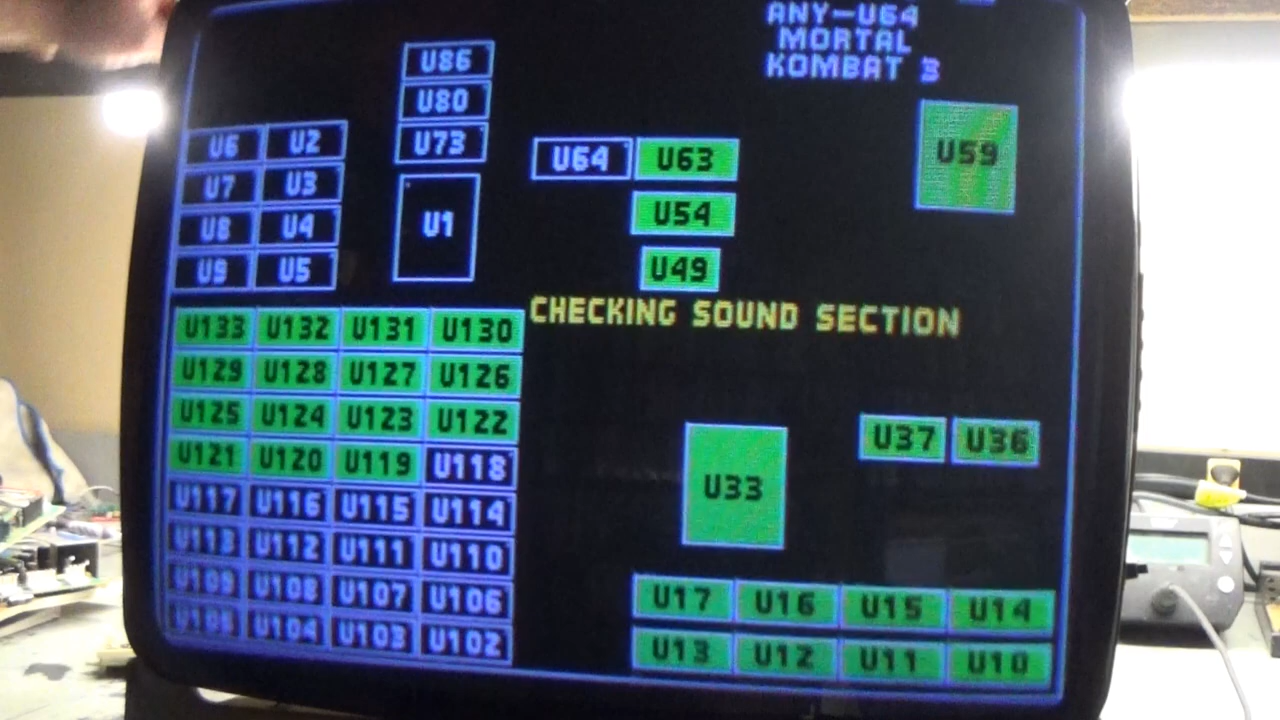 ANY-U64
MORTAL
KOMBAT 3
U86
U80
U6 U2 U73 U64 U63 U59
U7 U3
U8 U4 U1 U54
U9 U5 U49
CHECKING SOUND SECTION
U133 U132 U131 U130
U129 U128 U127 U126
U125 U124 U123 U122
U121 U120 U119 U118
U117 U116 U115 U114
U113 U112 U111 U110
U109 U108 U107 U106
U105 U104 U103 U102
U37 U36
U33
U17 U16 U15 U14
U13 U12 U11 U10